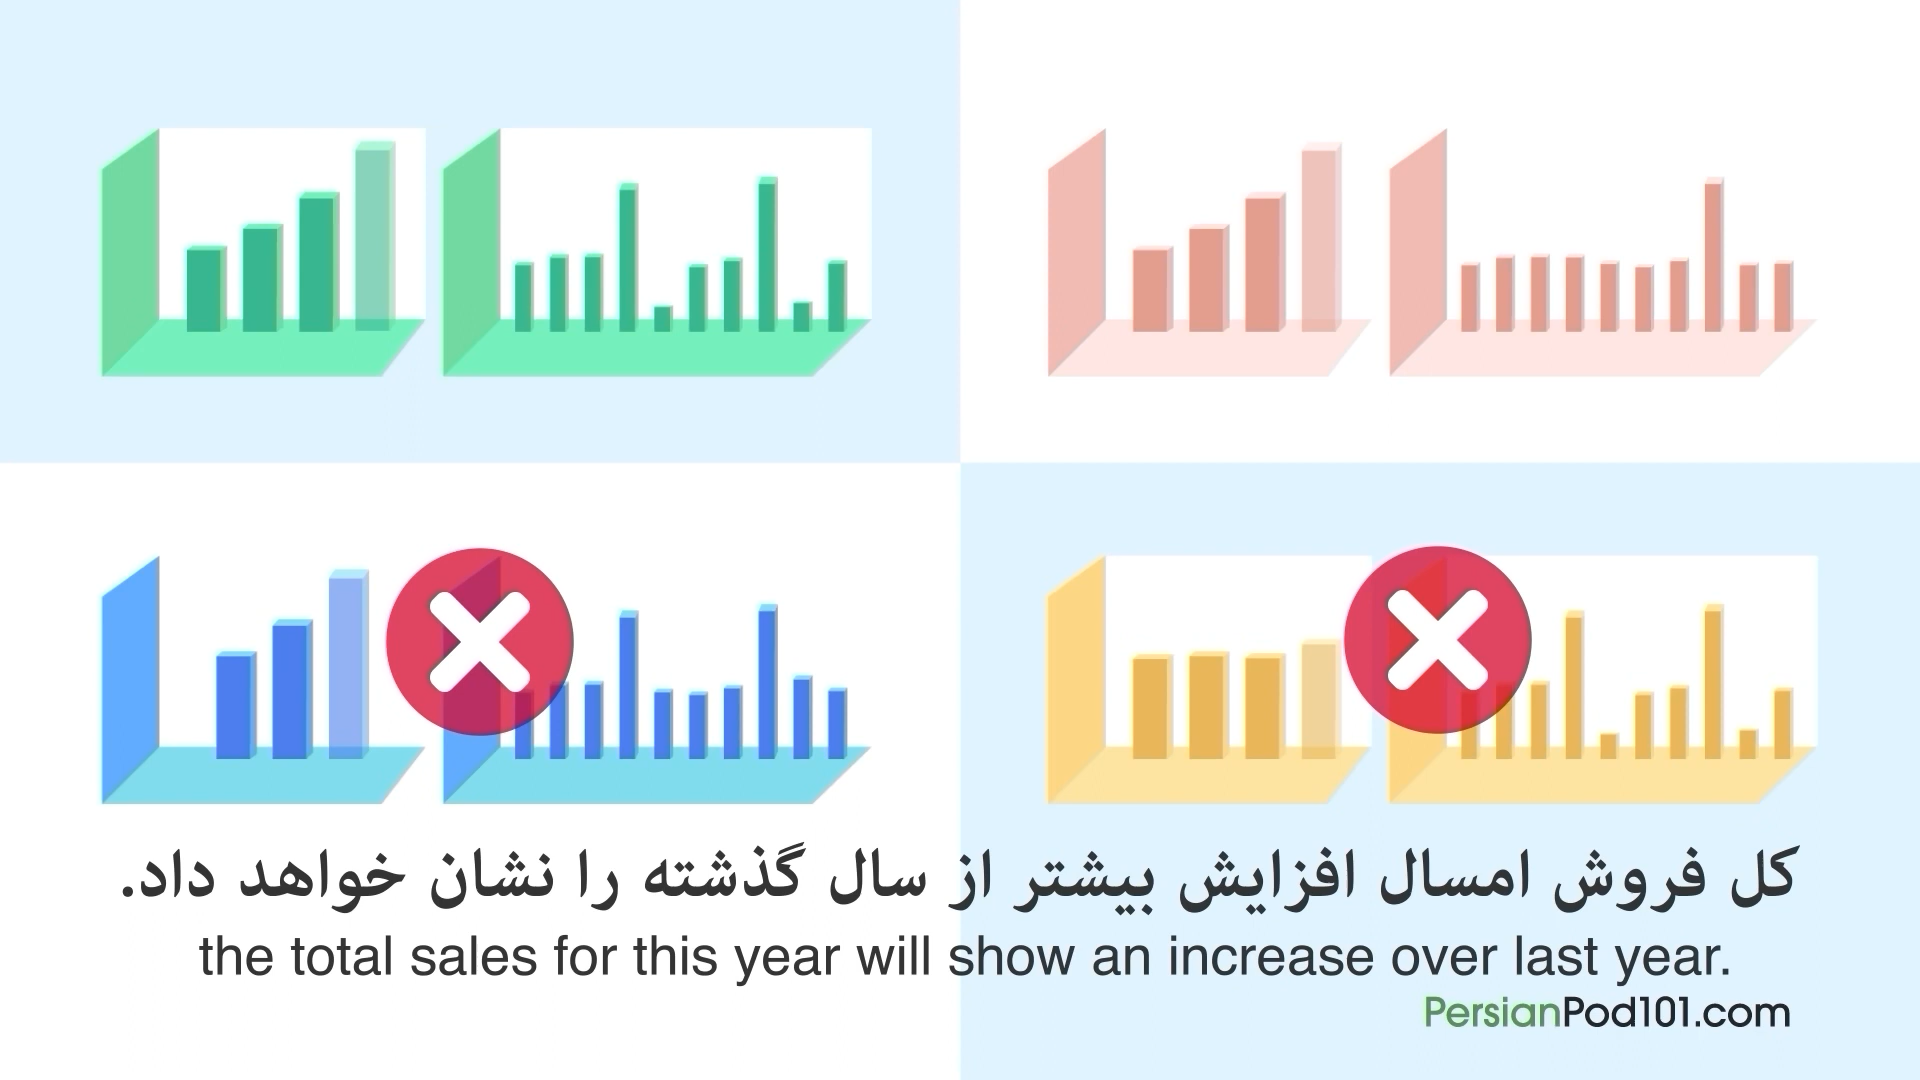 کل فروش امسال افزایش بیشتر از سال گذشته را نشان خواهد داد.
the total sales for this year will show an increase over last year.
PersianPod101.com